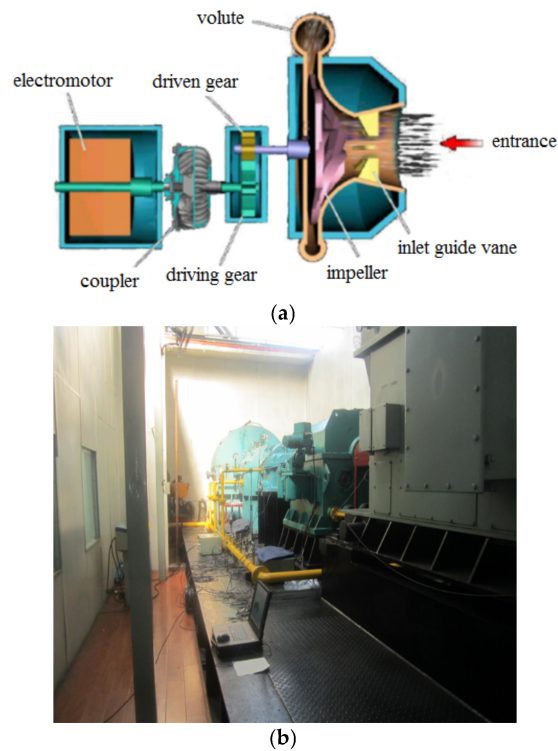 volute
electromotor
driven gear
entrance
inlet guide vane
coupler
driving gear
impeller
(a)
(b)